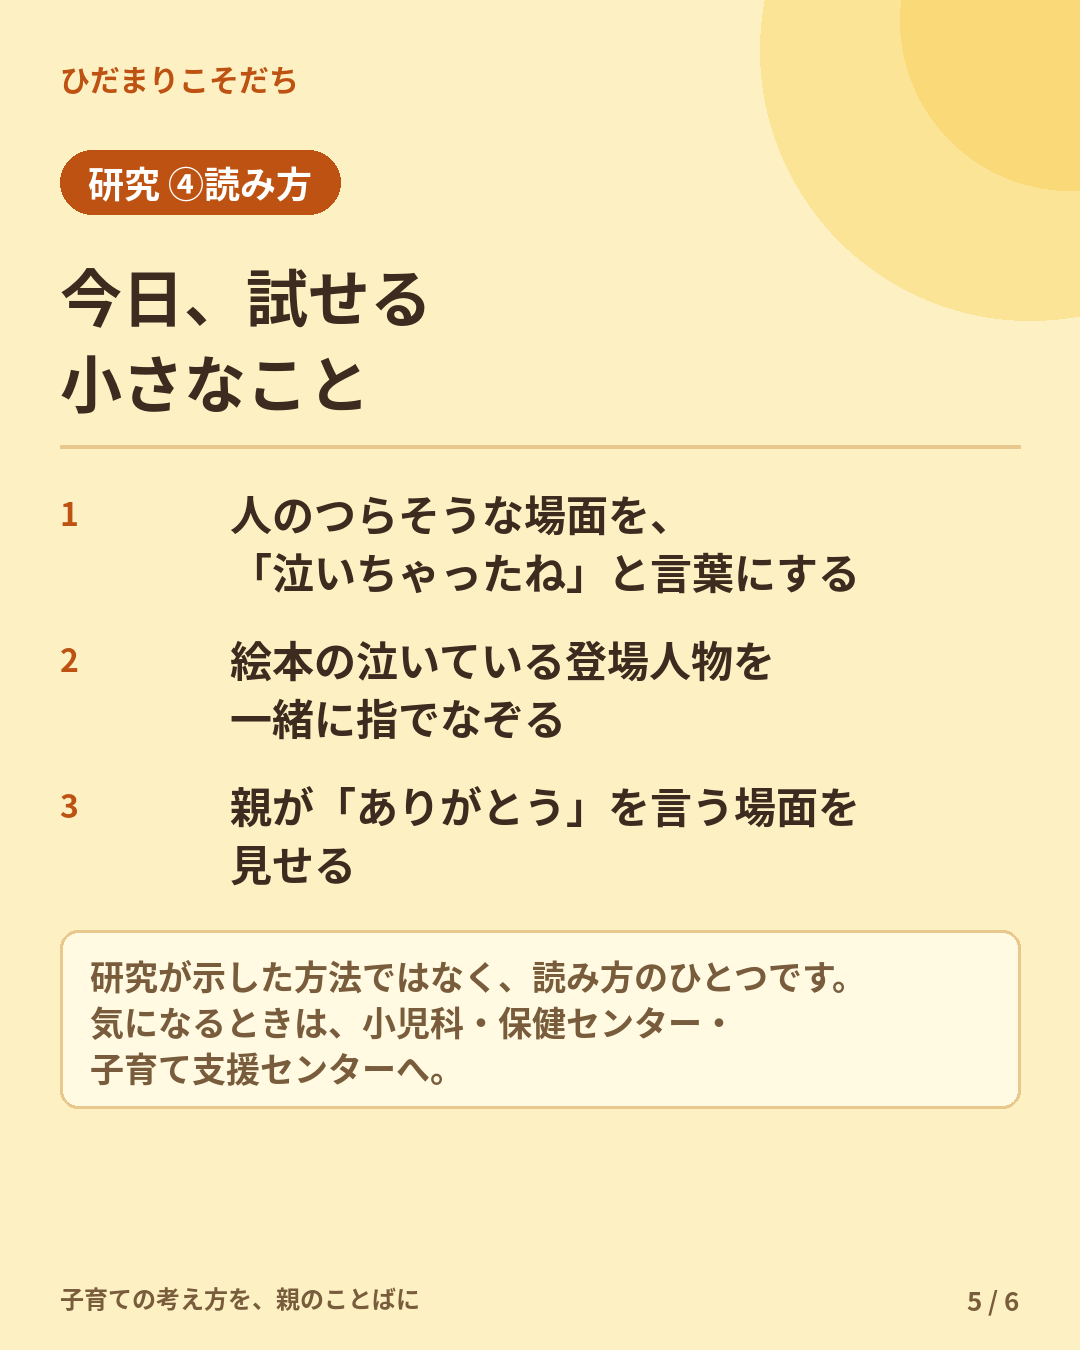 ひだまりこそだち
研究 ④読み方
今日、試せる
小さなこと
1 人のつらそうな場面を、
「泣いちゃったね」と言葉にする
2 絵本の泣いている登場人物を
一緒に指でなぞる
3 親が「ありがとう」を言う場面を
見せる
研究が示した方法ではなく、読み方のひとつです。
気になるときは、小児科・保健センター・
子育て支援センターへ。
子育ての考え方を、親のことばに
5 / 6